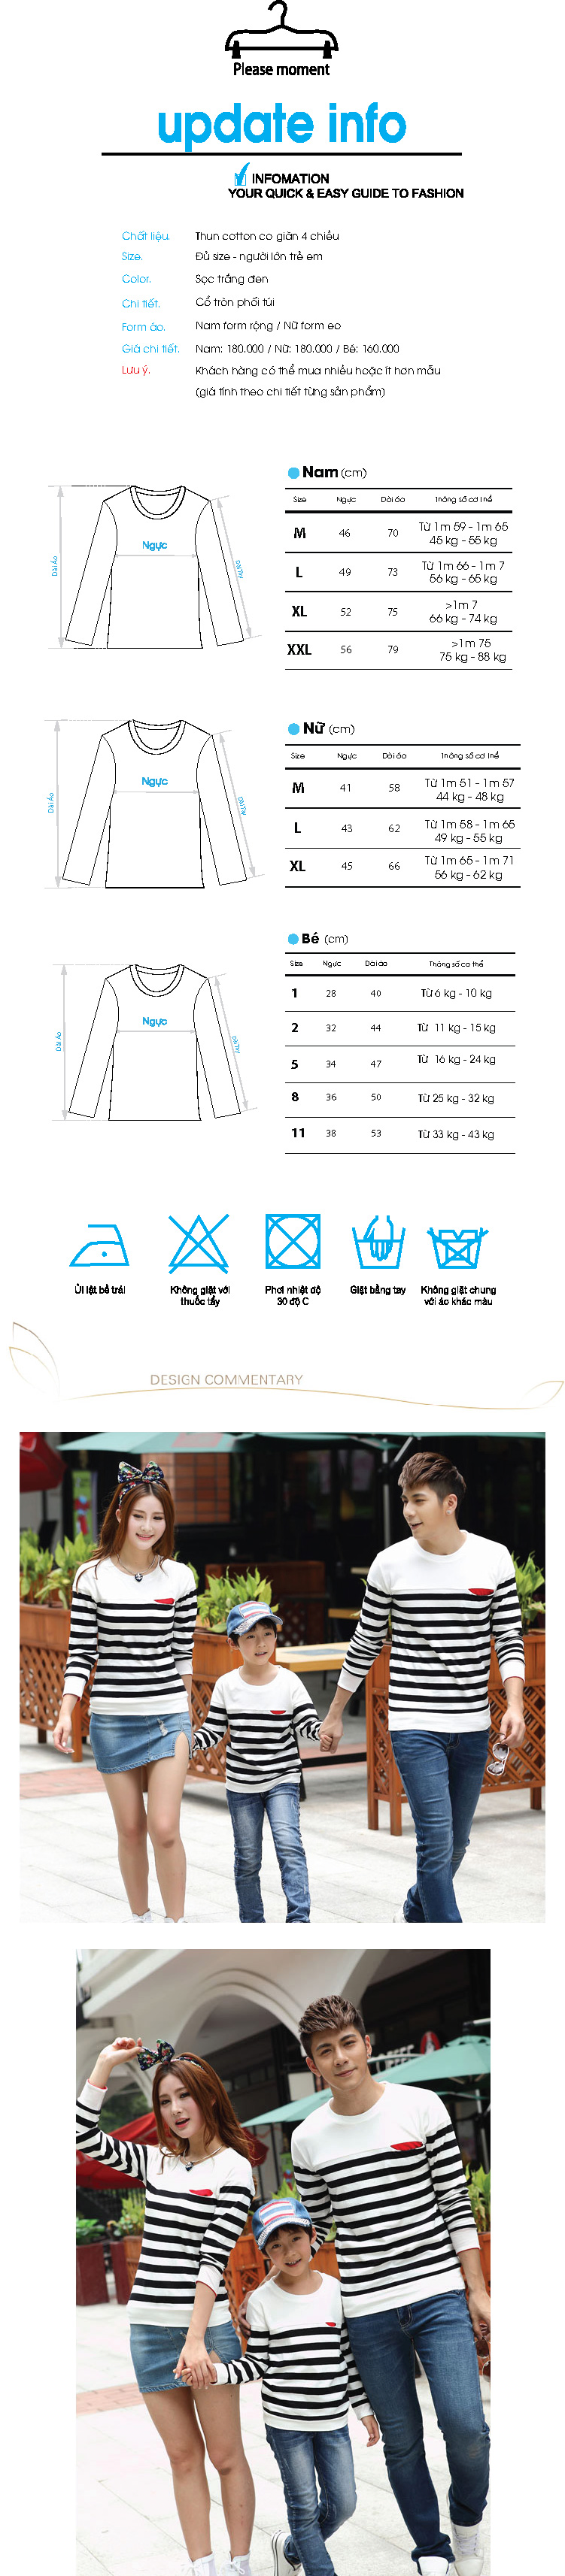 Please moment
update info
INFOMATION
YOUR QUICK & EASY GUIDE TO FASHION
Chất liệu. Thun cotton co giãn 4 chiều
Size. Đủ size - người lớn trẻ em
Color. Sọc trắng đen
Chi tiết. Cổ tròn phối túi
Form áo. Nam form rộng / Nữ form eo
Giá chi tiết. Nam: 180.000 / Nữ: 180.000 / Bé: 160.000
Lưu ý. Khách hàng có thể mua nhiều hoặc ít hơn mẫu
(giá tính theo chi tiết từng sản phẩm)
Nam (cm)
Size Ngực Dài áo Thông số cơ thể
M 46 70 Từ 1m 59 - 1m 65
45 kg - 55 kg
L 49 73 Từ 1m 66 - 1m 7
56 kg - 65 kg
XL 52 75 >1m 7
66 kg - 74 kg
XXL 56 79 >1m 75
75 kg - 88 kg
Ngực
Dài Áo
Dài Tay
Nữ (cm)
Size Ngực Dài áo Thông số cơ thể
M 41 58 Từ 1m 51 - 1m 57
44 kg - 48 kg
L 43 62 Từ 1m 58 - 1m 65
49 kg - 55 kg
XL 45 66 Từ 1m 65 - 1m 71
56 kg - 62 kg
Ngực
Dài Áo
Dài Tay
Bé (cm)
Size Ngực Dài áo Thông số cơ thể
1 28 40 Từ 6 kg - 10 kg
2 32 44 Từ 11 kg - 15 kg
5 34 47 Từ 16 kg - 24 kg
8 36 50 Từ 25 kg - 32 kg
11 38 53 Từ 33 kg - 43 kg
Ngực
Dài Áo
Dài Tay
Ủi lật bề trái
Không giặt với
thuốc tẩy
Phơi nhiệt độ
30 độ C
Giặt bằng tay
Không giặt chung
với áo khác màu
DESIGN COMMENTARY